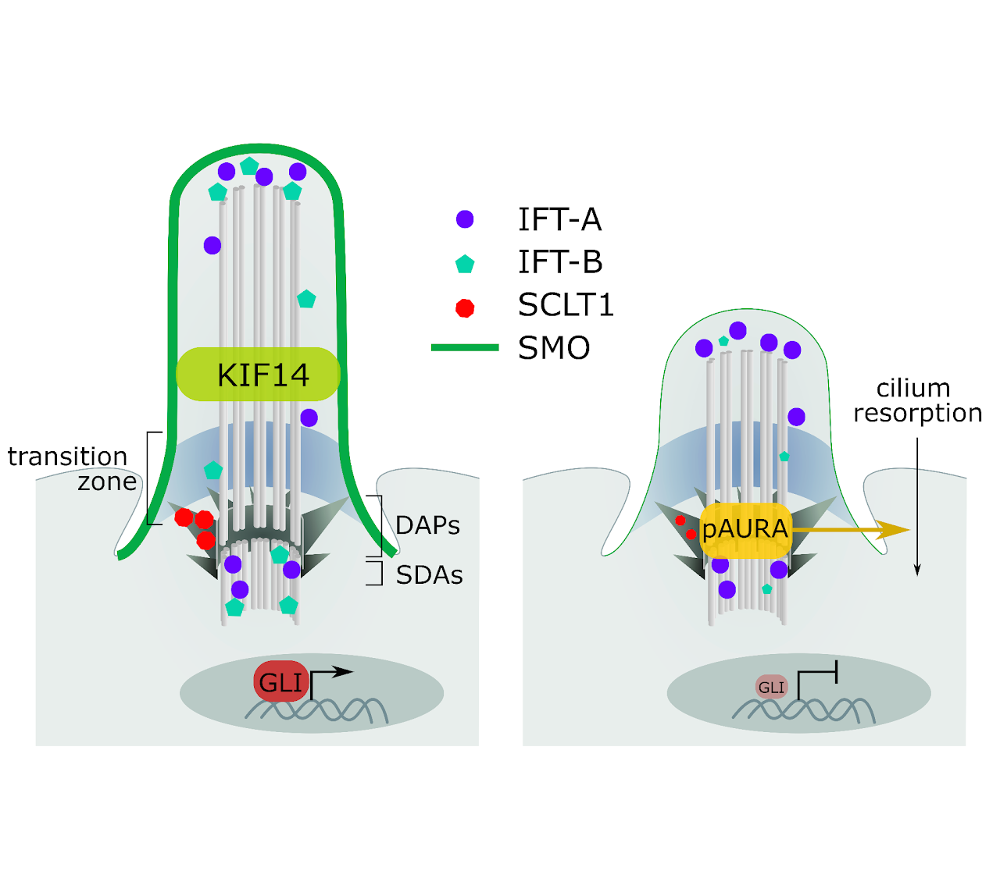 IFT-A
IFT-B
SCLT1
SMO
KIF14
transition
zone
DAPs
SDAs
GLI
cilium
resorption
pAURA
GLI